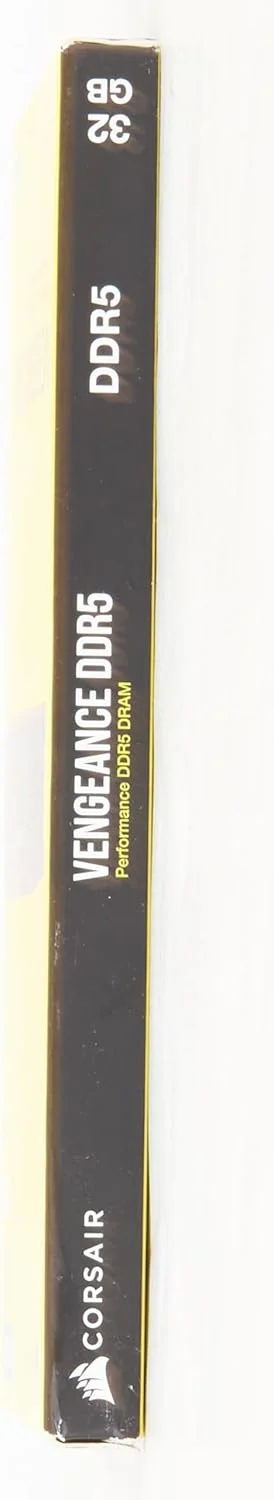 32
GB
DDR5
VENGEANCE DDR5
Performance DDR5 DRAM
CORSAIR